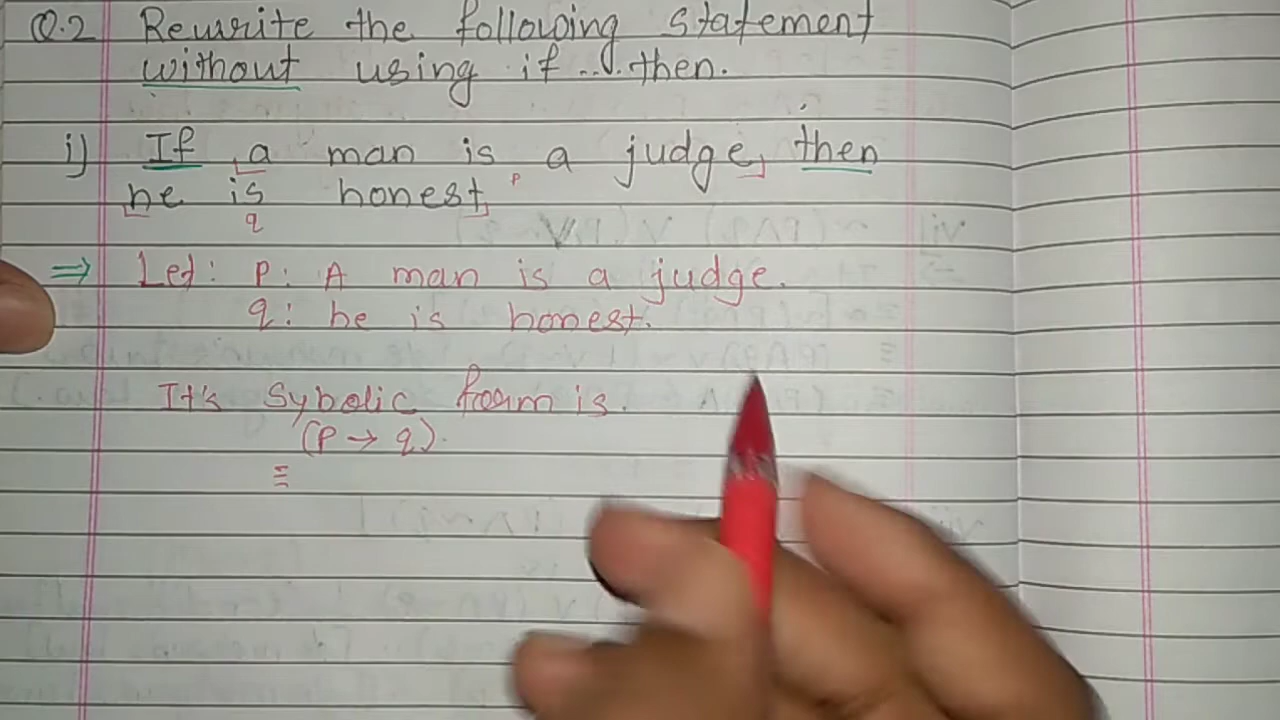 Q.2 Rewrite the following statement
without using if ... then.
i) If a man is a judge, then
he is honest.
p
q
⇒ Let: P: A man is a judge.
q: he is honest.
It's Sybolic form is.
(P → q).
≡